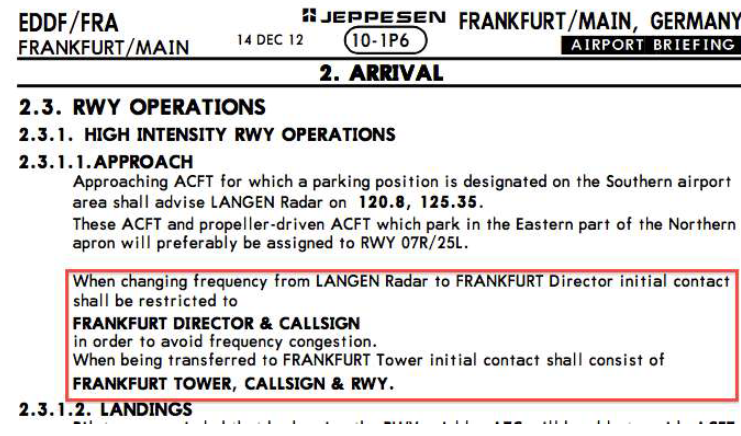 EDDF/FRA
FRANKFURT/MAIN
14 DEC 12
JEPPESEN
10-1P6
FRANKFURT/MAIN, GERMANY
AIRPORT BRIEFING
2. ARRIVAL
2.3. RWY OPERATIONS
2.3.1. HIGH INTENSITY RWY OPERATIONS
2.3.1.1. APPROACH
Approaching ACFT for which a parking position is designated on the Southern airport
area shall advise LANGEN Radar on 120.8, 125.35.
These ACFT and propeller-driven ACFT which park in the Eastern part of the Northern
apron will preferably be assigned to RWY 07R/25L.
When changing frequency from LANGEN Radar to FRANKFURT Director initial contact
shall be restricted to
FRANKFURT DIRECTOR & CALLSIGN
in order to avoid frequency congestion.
When being transferred to FRANKFURT Tower initial contact shall consist of
FRANKFURT TOWER, CALLSIGN & RWY.
2.3.1.2. LANDINGS